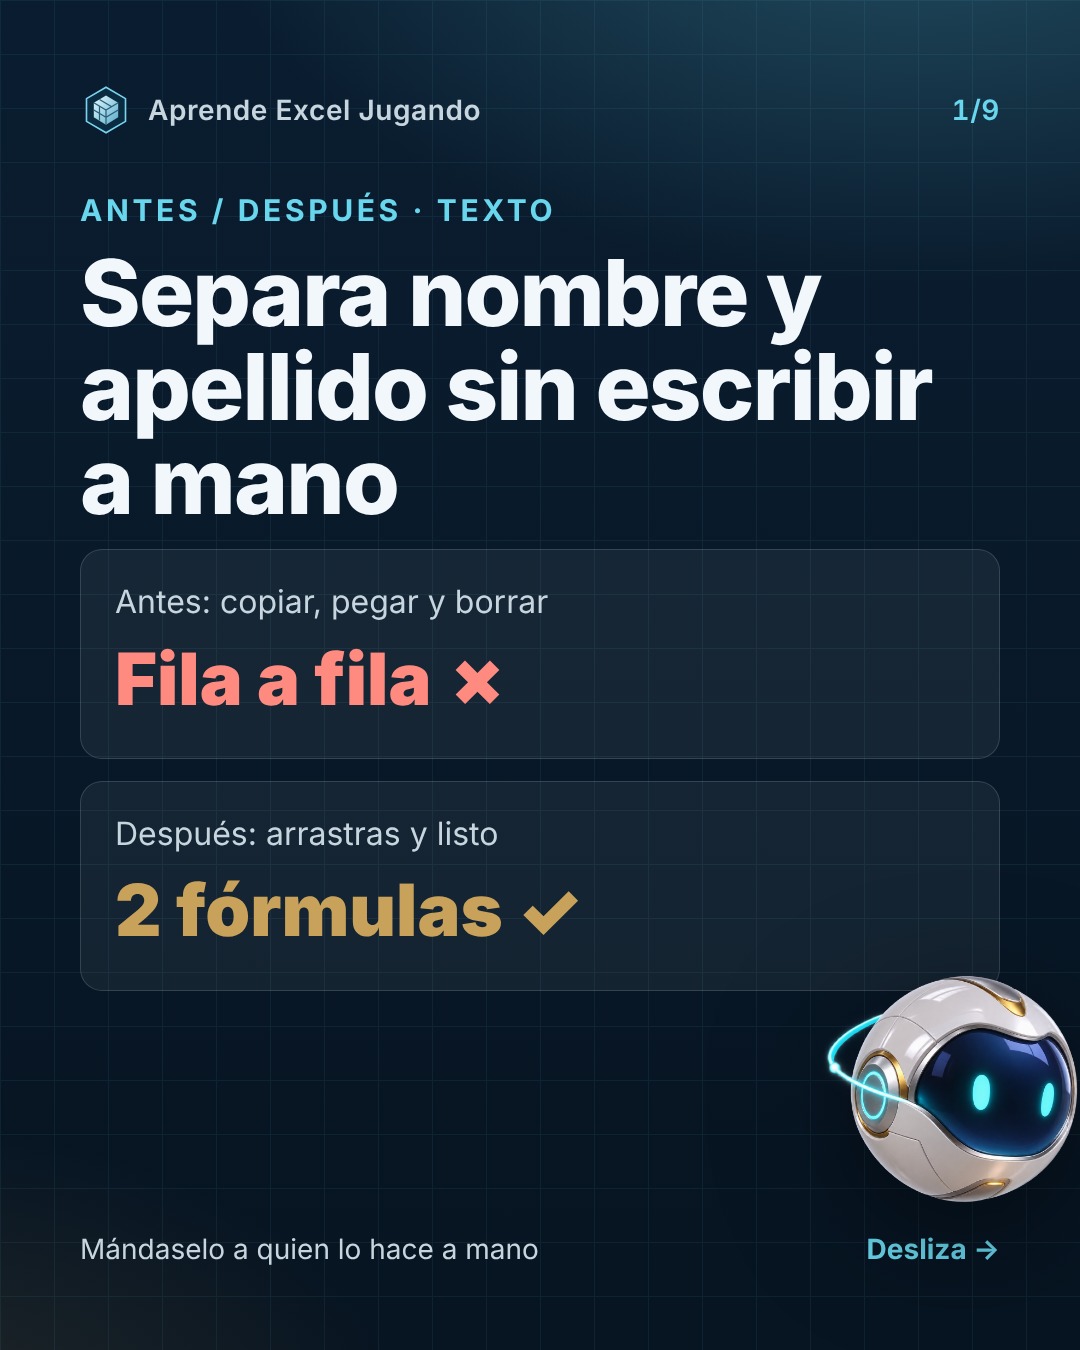 Aprende Excel Jugando
1/9
ANTES / DESPUÉS · TEXTO
Separa nombre y
apellido sin escribir
a mano
Antes: copiar, pegar y borrar
Fila a fila ✖
Después: arrastras y listo
2 fórmulas ✔
Mándaselo a quien lo hace a mano
Desliza →